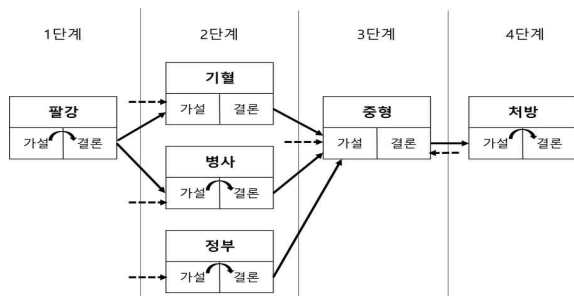 1단계 2단계 3단계 4단계
기혈
가설 결론
팔강
가설 결론
병사
가설 결론
정부
가설 결론
중형
가설 결론
처방
가설 결론